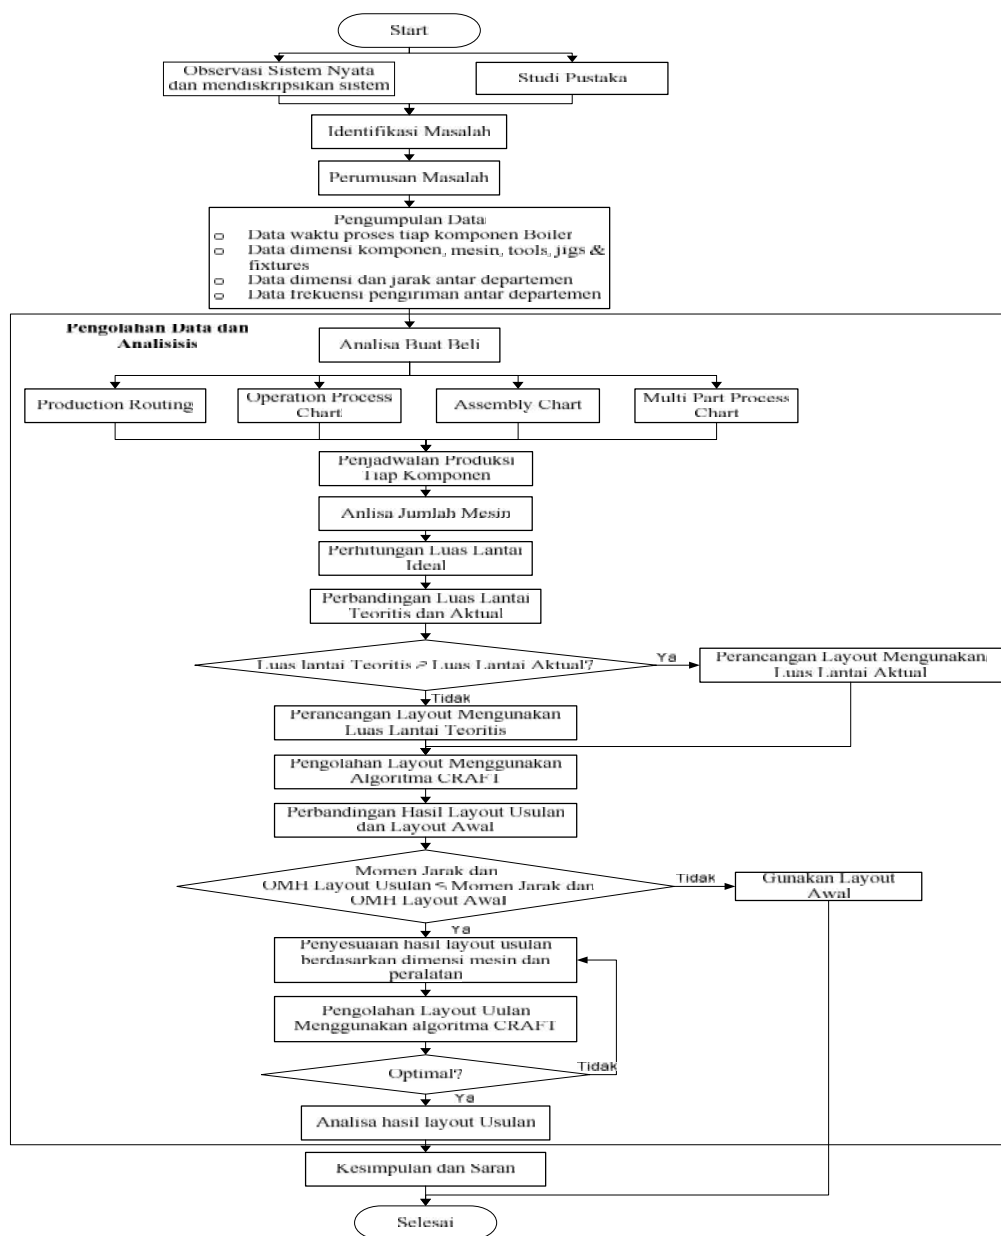 Start
Observasi Sistem Nyata
dan mendiskripsikan sistem
Studi Pustaka
Identifikasi Masalah
Perumusan Masalah
Pengumpulan Data
Data waktu proses tiap komponen Boiler
Data dimensi komponen, mesin, tools, jigs &
fixtures
Data dimensi dan jarak antar departemen
Data frekuensi pengiriman antar departemen
Pengolahan Data dan
Analisisis
Analisa Buat Beli
Production Routing
Operation Process
Chart
Assembly Chart
Multi Part Process
Chart
Penjadwalan Produksi
Tiap Komponen
Anlisa Jumlah Mesin
Perhitungan Luas Lantai
Ideal
Perbandingan Luas Lantai
Teoritis dan Aktual
Luas lantai Teoritis > Luas Lantai Aktual?
Ya
Perancangan Layout Mengunakan
Luas Lantai Aktual
Tidak
Perancangan Layout Mengunakan
Luas Lantai Teoritis
Pengolahan Layout Menggunakan
Algoritma CRAFT
Perbandingan Hasil Layout Usulan
dan Layout Awal
Momen Jarak dan
OMH Layout Usulan < Momen Jarak dan
OMH Layout Awal
Tidak
Gunakan Layout
Awal
Ya
Penyesuaian hasil layout usulan
berdasarkan dimensi mesin dan
peralatan
Pengolahan Layout Uulan
Menggunakan algoritma CRAFT
Optimal?
Tidak
Ya
Analisa hasil layout Usulan
Kesimpulan dan Saran
Selesai